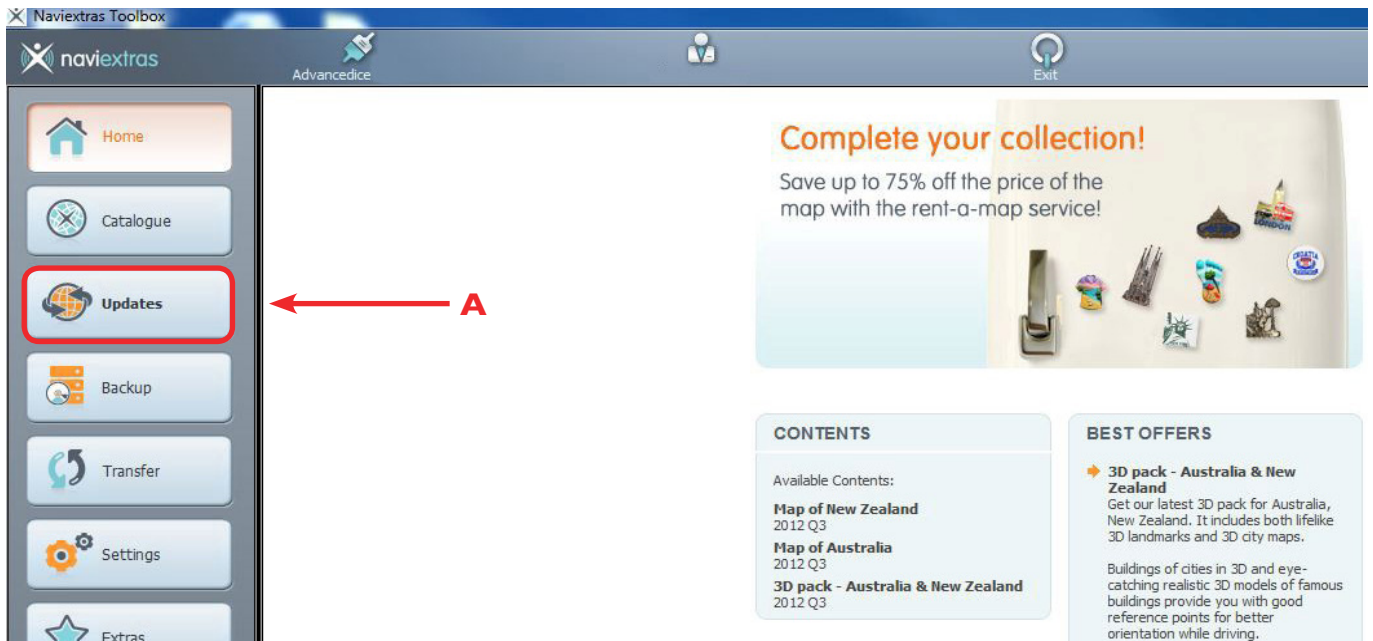 Naviextras Toolbox
naviextras
Advancedice
Exit
Home
Catalogue
Updates
A
Backup
Transfer
Settings
Extras
Complete your collection!
Save up to 75% off the price of the
map with the rent-a-map service!
LONDON
CROATIA
CONTENTS
Available Contents:
Map of New Zealand
2012 Q3
Map of Australia
2012 Q3
3D pack - Australia & New Zealand
2012 Q3
BEST OFFERS
3D pack - Australia & New
Zealand
Get our latest 3D pack for Australia,
New Zealand. It includes both lifelike
3D landmarks and 3D city maps.
Buildings of cities in 3D and eye-
catching realistic 3D models of famous
buildings provide you with good
reference points for better
orientation while driving.